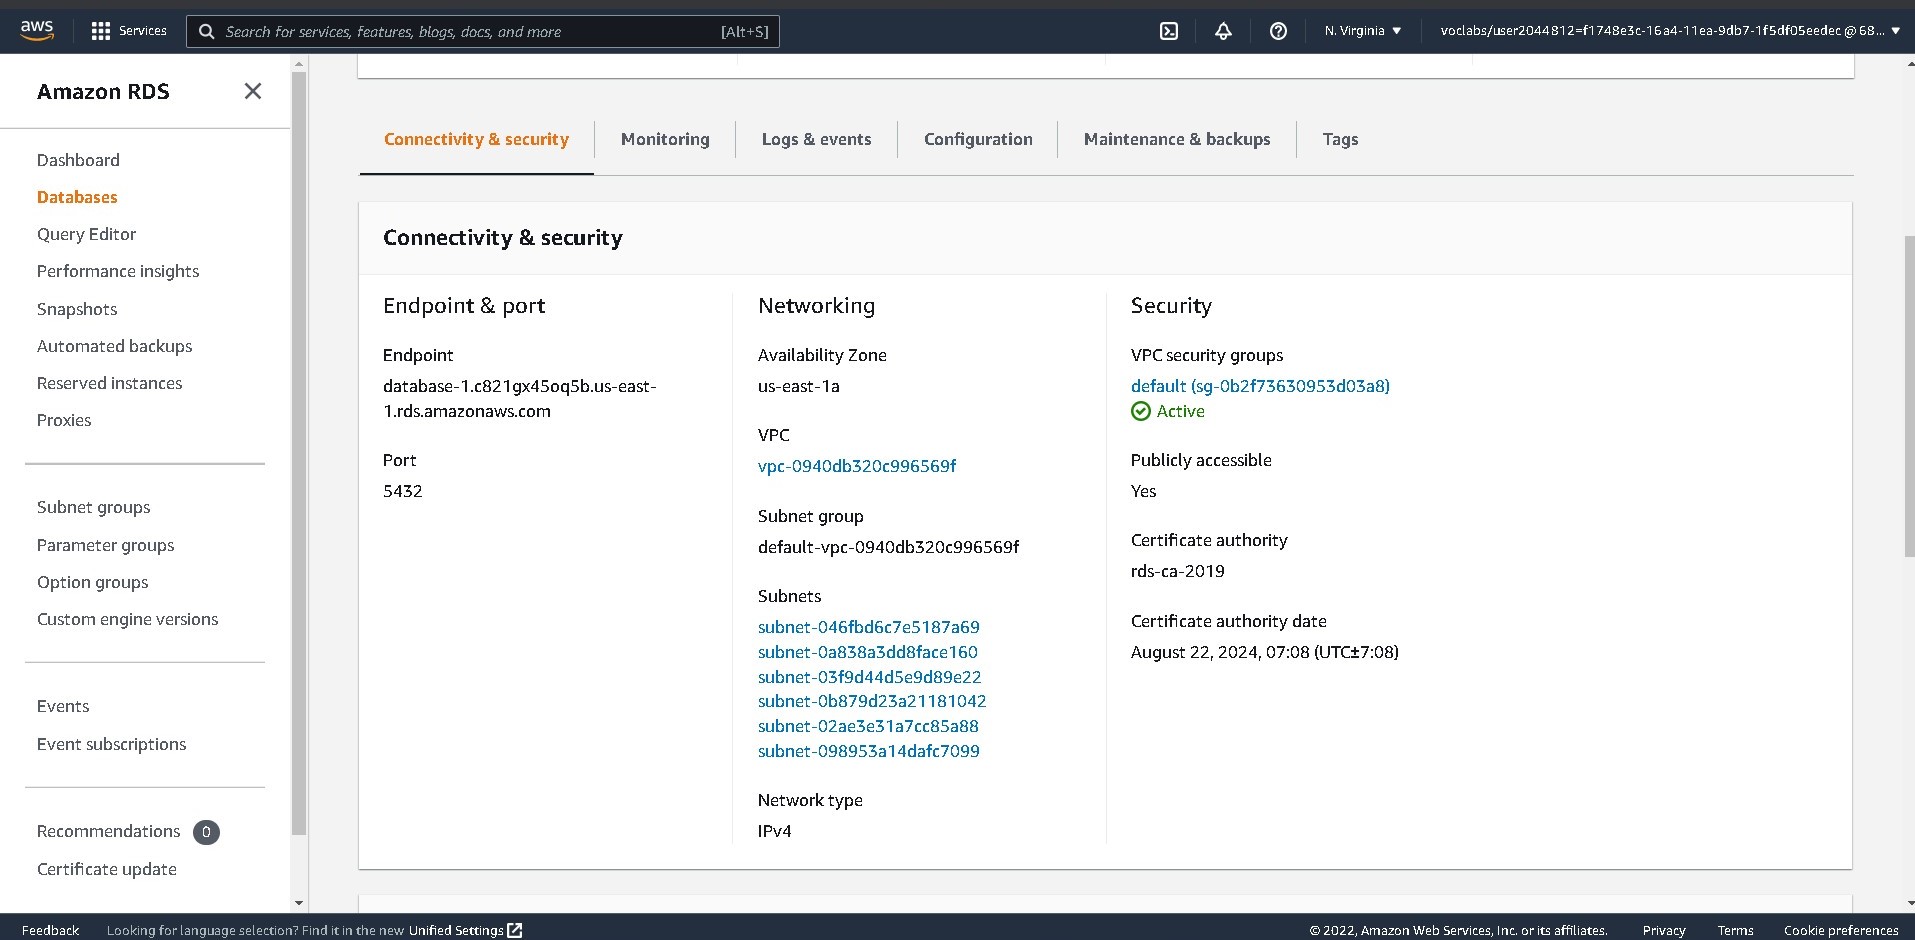 aws
Services
Search for services, features, blogs, docs, and more
[Alt+S]
N. Virginia
voclabs/user2044812=f1748e3c-16a4-11ea-9db7-1f5df05eedec @ 68...
Amazon RDS
Dashboard
Databases
Query Editor
Performance insights
Snapshots
Automated backups
Reserved instances
Proxies
Subnet groups
Parameter groups
Option groups
Custom engine versions
Events
Event subscriptions
Recommendations 0
Certificate update
Connectivity & security
Monitoring
Logs & events
Configuration
Maintenance & backups
Tags
Connectivity & security
Endpoint & port
Endpoint
database-1.c821gx45oq5b.us-east-
1.rds.amazonaws.com
Port
5432
Networking
Availability Zone
us-east-1a
VPC
vpc-0940db320c996569f
Subnet group
default-vpc-0940db320c996569f
Subnets
subnet-046fbd6c7e5187a69
subnet-0a838a3dd8face160
subnet-03f9d44d5e9d89e22
subnet-0b879d23a21181042
subnet-02ae3e31a7cc85a88
subnet-098953a14dafc7099
Network type
IPv4
Security
VPC security groups
default (sg-0b2f73630953d03a8)
Active
Publicly accessible
Yes
Certificate authority
rds-ca-2019
Certificate authority date
August 22, 2024, 07:08 (UTC±7:08)
Feedback
Looking for language selection? Find it in the new Unified Settings
© 2022, Amazon Web Services, Inc. or its affiliates.
Privacy
Terms
Cookie preferences